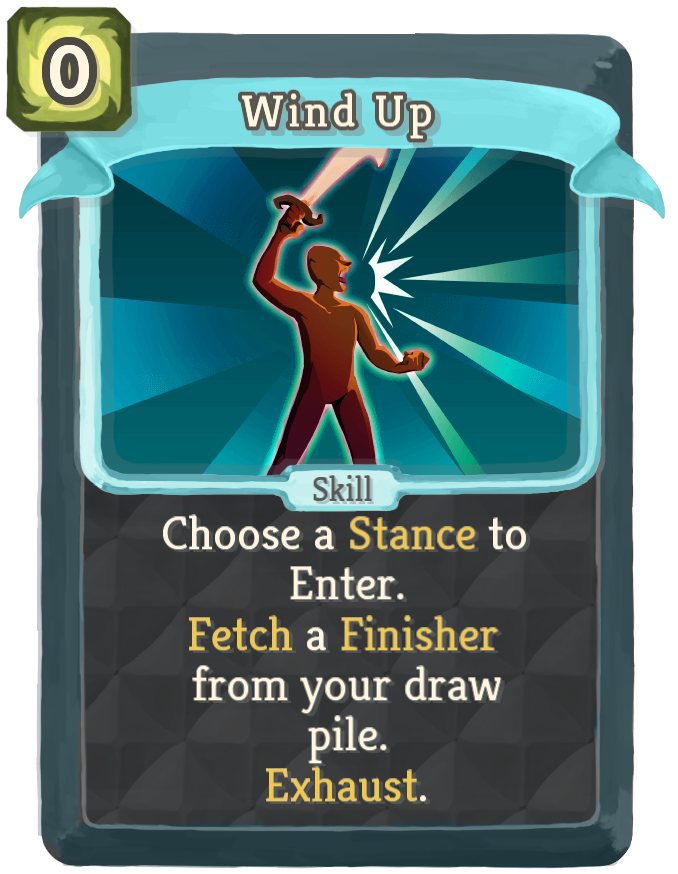 0
Wind Up
Skill
Choose a Stance to
Enter.
Fetch a Finisher
from your draw
pile.
Exhaust.